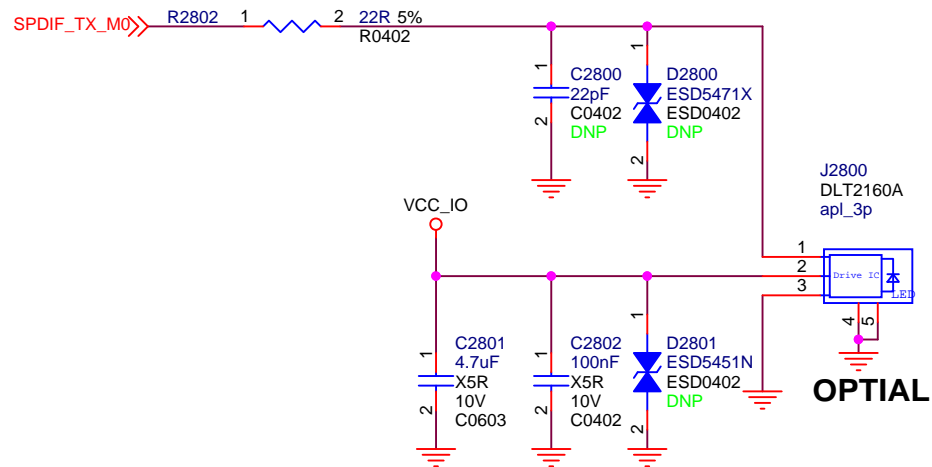 SPDIF_TX_M0
R2802
1
2
22R 5%
R0402
1
2
C2800
22pF
C0402
DNP
1
2
D2800
ESD5471X
ESD0402
DNP
J2800
DLT2160A
apl_3p
VCC_IO
1
2
3
Drive IC
LED
4
5
OPTIAL
1
2
C2801
4.7uF
X5R
10V
C0603
1
2
C2802
100nF
X5R
10V
C0402
1
2
D2801
ESD5451N
ESD0402
DNP